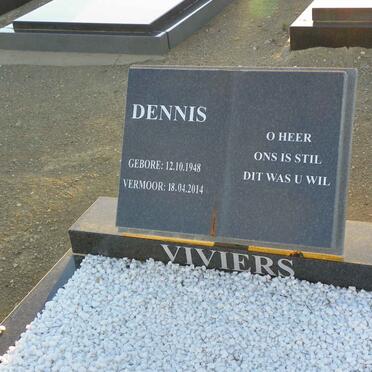 DENNIS
GEBORE: 12.10.1948
VERMOOR: 18.04.2014
O HEER
ONS IS STIL
DIT WAS U WIL
VIVIERS